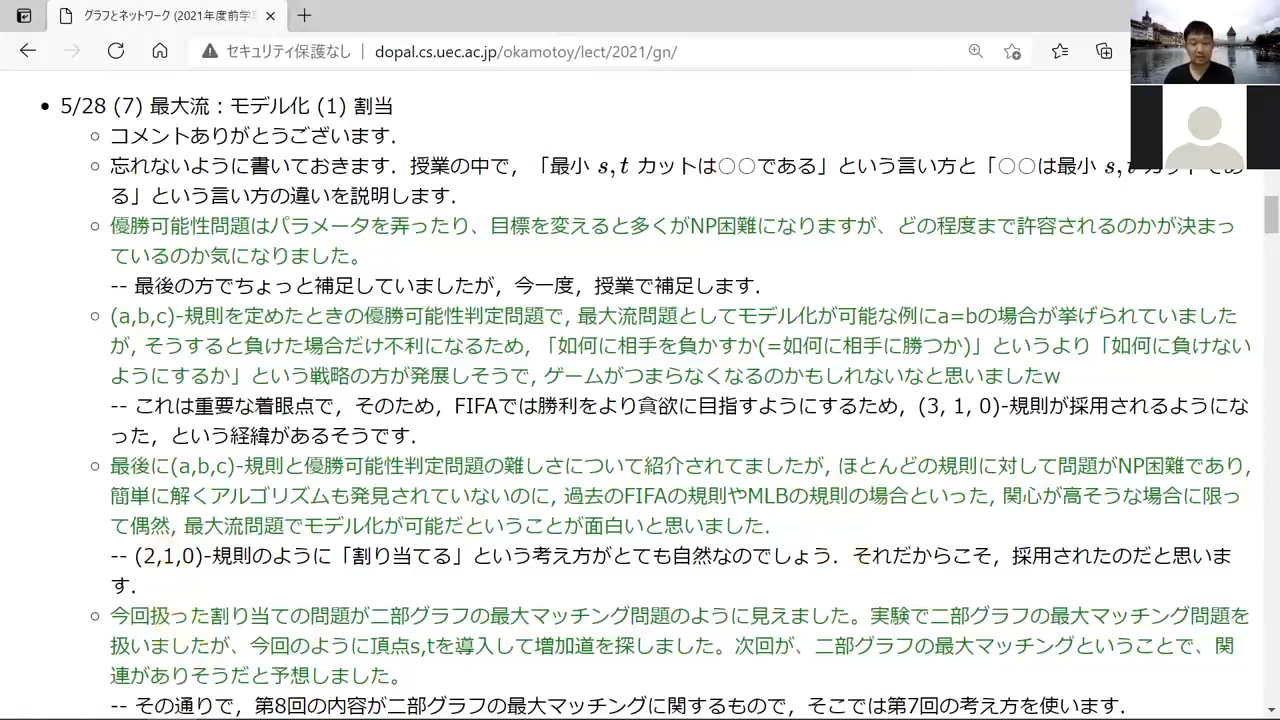 グラフとネットワーク (2021年度前学
セキュリティ保護なし | dopal.cs.uec.ac.jp/okamotoy/lect/2021/gn/
5/28 (7) 最大流 : モデル化 (1) 割当
コメントありがとうございます．
忘れないように書いておきます．授業の中で，「最小 s,t カットは○○である」という言い方と「○○は最小 s,t カットであ
る」という言い方の違いを説明します．
優勝可能性問題はパラメータを弄ったり、目標を変えると多くがNP困難になりますが、どの程度まで許容されるのかが決まっ
ているのか気になりました。
-- 最後の方でちょっと補足していましたが，今一度，授業で補足します．
(a,b,c)-規則を定めたときの優勝可能性判定問題で, 最大流問題としてモデル化が可能な例にa=bの場合が挙げられていました
が, そうすると負けた場合だけ不利になるため, 「如何に相手を負かすか(=如何に相手に勝つか)」というより「如何に負けない
ようにするか」という戦略の方が発展しそうで, ゲームがつまらなくなるのかもしれないなと思いましたw
-- これは重要な着眼点で，そのため，FIFAでは勝利をより貪欲に目指すようにするため，(3, 1, 0)-規則が採用されるようにな
った，という経緯があるそうです．
最後に(a,b,c)-規則と優勝可能性判定問題の難しさについて紹介されてましたが, ほとんどの規則に対して問題がNP困難であり,
簡単に解くアルゴリズムも発見されていないのに, 過去のFIFAの規則やMLBの規則の場合といった, 関心が高そうな場合に限っ
て偶然, 最大流問題でモデル化が可能だということが面白いと思いました.
-- (2,1,0)-規則のように「割り当てる」という考え方がとても自然なのでしょう．それだからこそ，採用されたのだと思いま
す．
今回扱った割り当ての問題が二部グラフの最大マッチング問題のように見えました。実験で二部グラフの最大マッチング問題を
扱いましたが、今回のように頂点s,tを導入して増加道を探しました。次回が、二部グラフの最大マッチングということで、関
連がありそうだと予想しました。
-- その通りで，第8回の内容が二部グラフの最大マッチングに関するもので，そこでは第7回の考え方を使います．